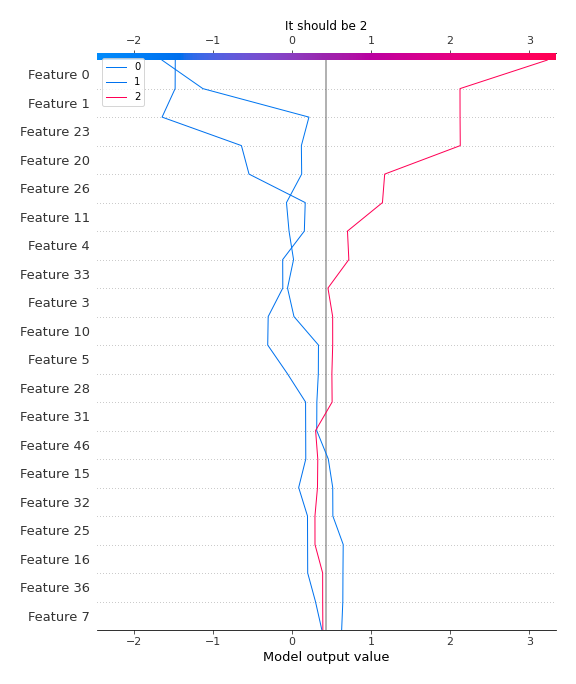 It should be 2
−2 −1 0 1 2 3
0
1
2
Feature 0
Feature 1
Feature 23
Feature 20
Feature 26
Feature 11
Feature 4
Feature 33
Feature 3
Feature 10
Feature 5
Feature 28
Feature 31
Feature 46
Feature 15
Feature 32
Feature 25
Feature 16
Feature 36
Feature 7
−2 −1 0 1 2 3
Model output value